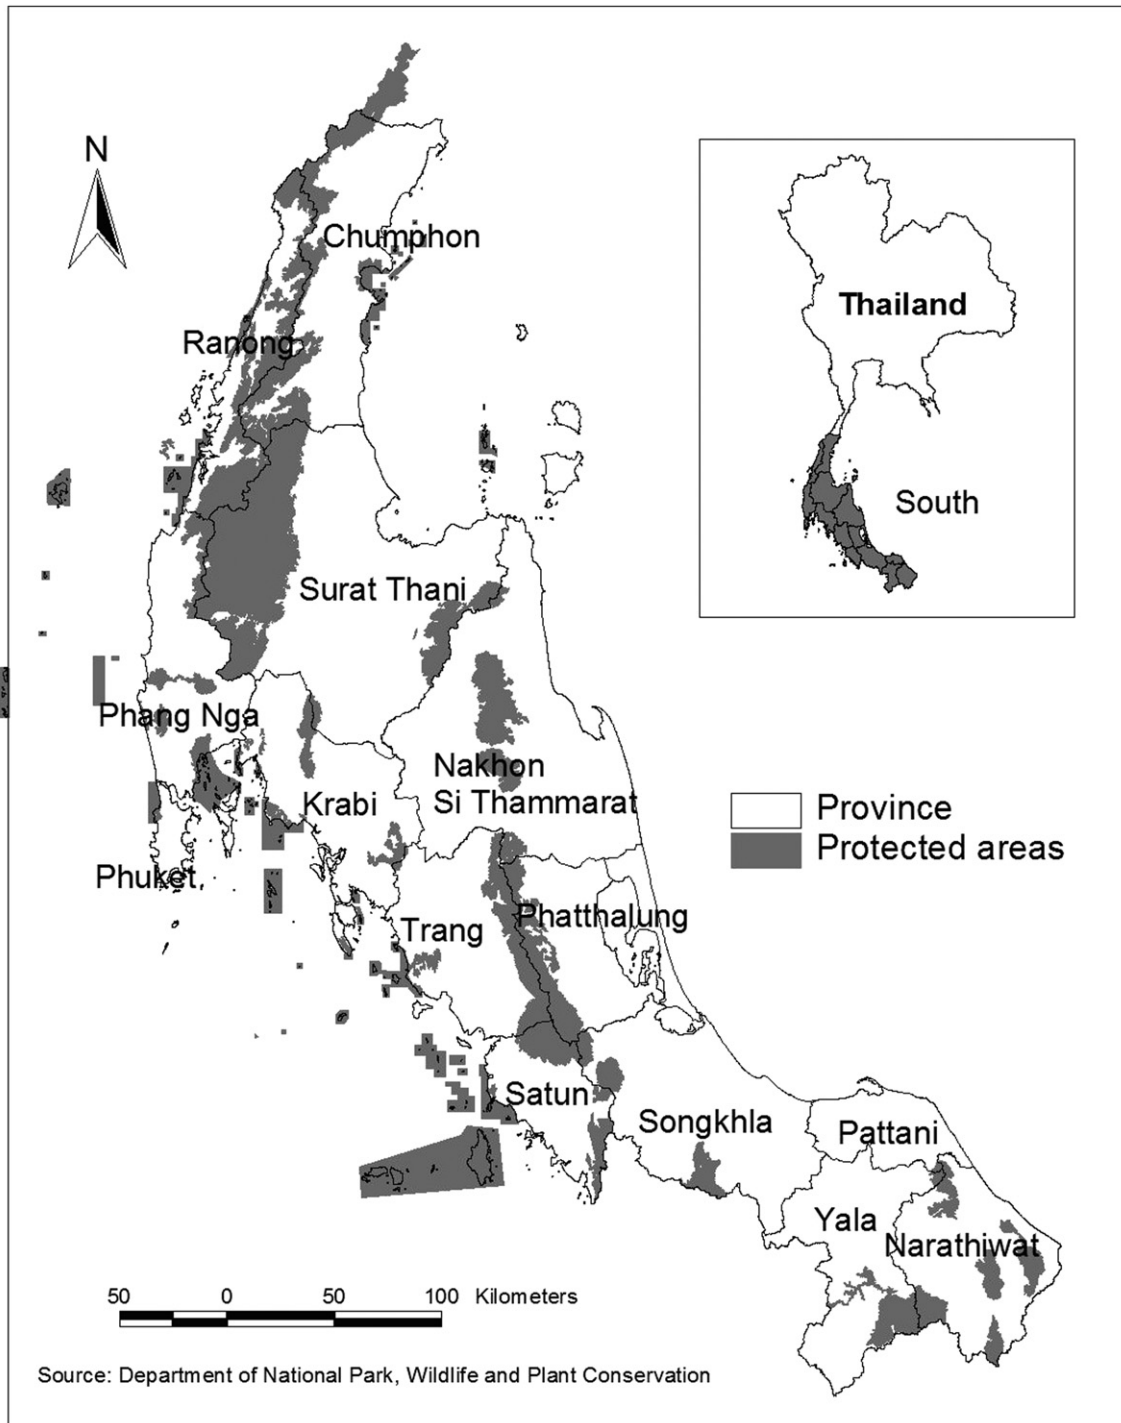 N
Chumphon
Thailand
Ranong
South
Surat Thani
Phang Nga
Nakhon
Si Thammarat
Krabi
Province
Protected areas
Phuket
Phatthalung
Trang
Satun
Songkhla
Pattani
Yala
Narathiwat
50 0 50 100 Kilometers
Source: Department of National Park, Wildlife and Plant Conservation